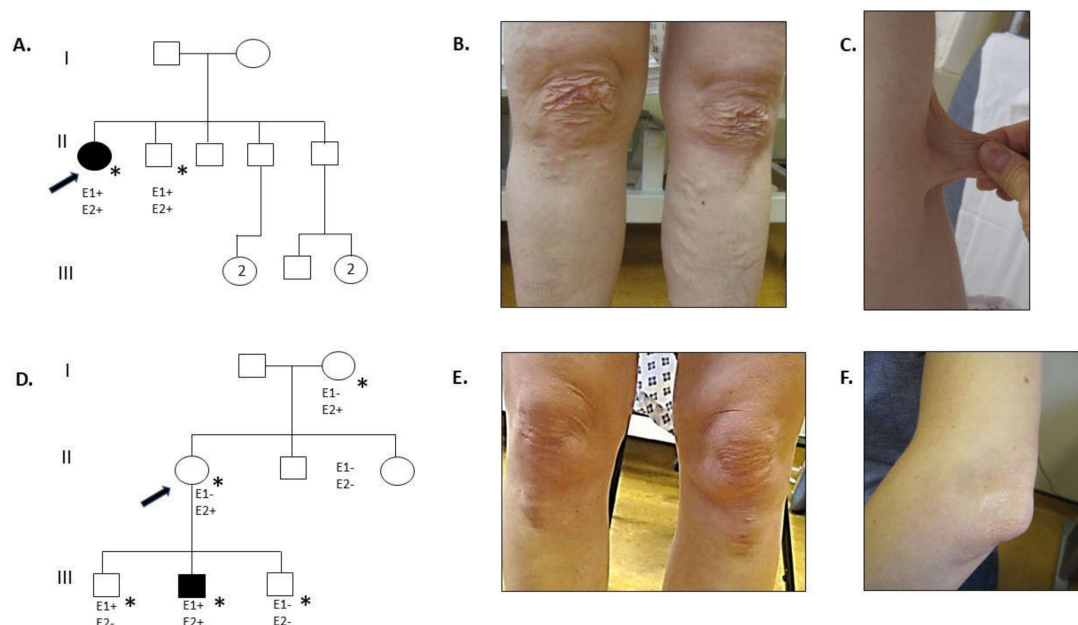 A.
I
II
*
*
E1+
E2+
E1+
E2+
III
2
2
B.
C.
D.
I
*
E1-
E2+
II
*
E1-
E2+
E1-
E2-
III
*
*
*
E1+
E2-
E1+
E2+
E1-
E2-
E.
F.